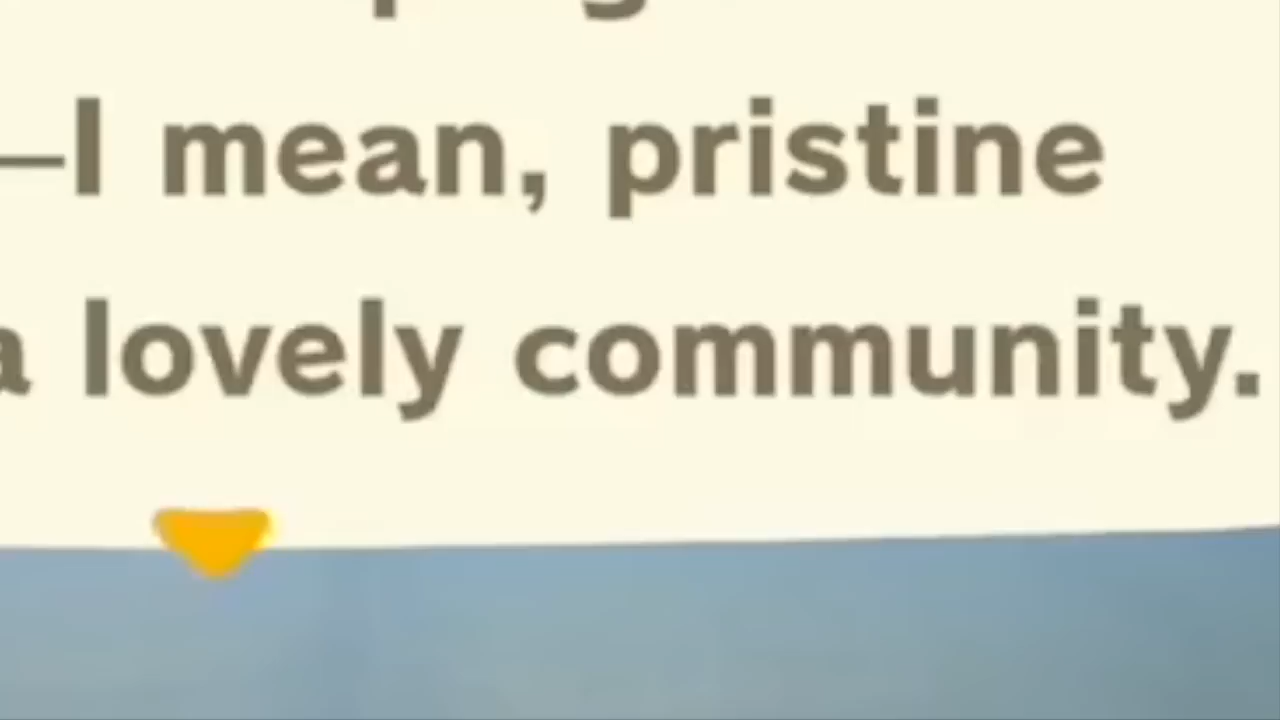 —I mean, pristine
a lovely community.